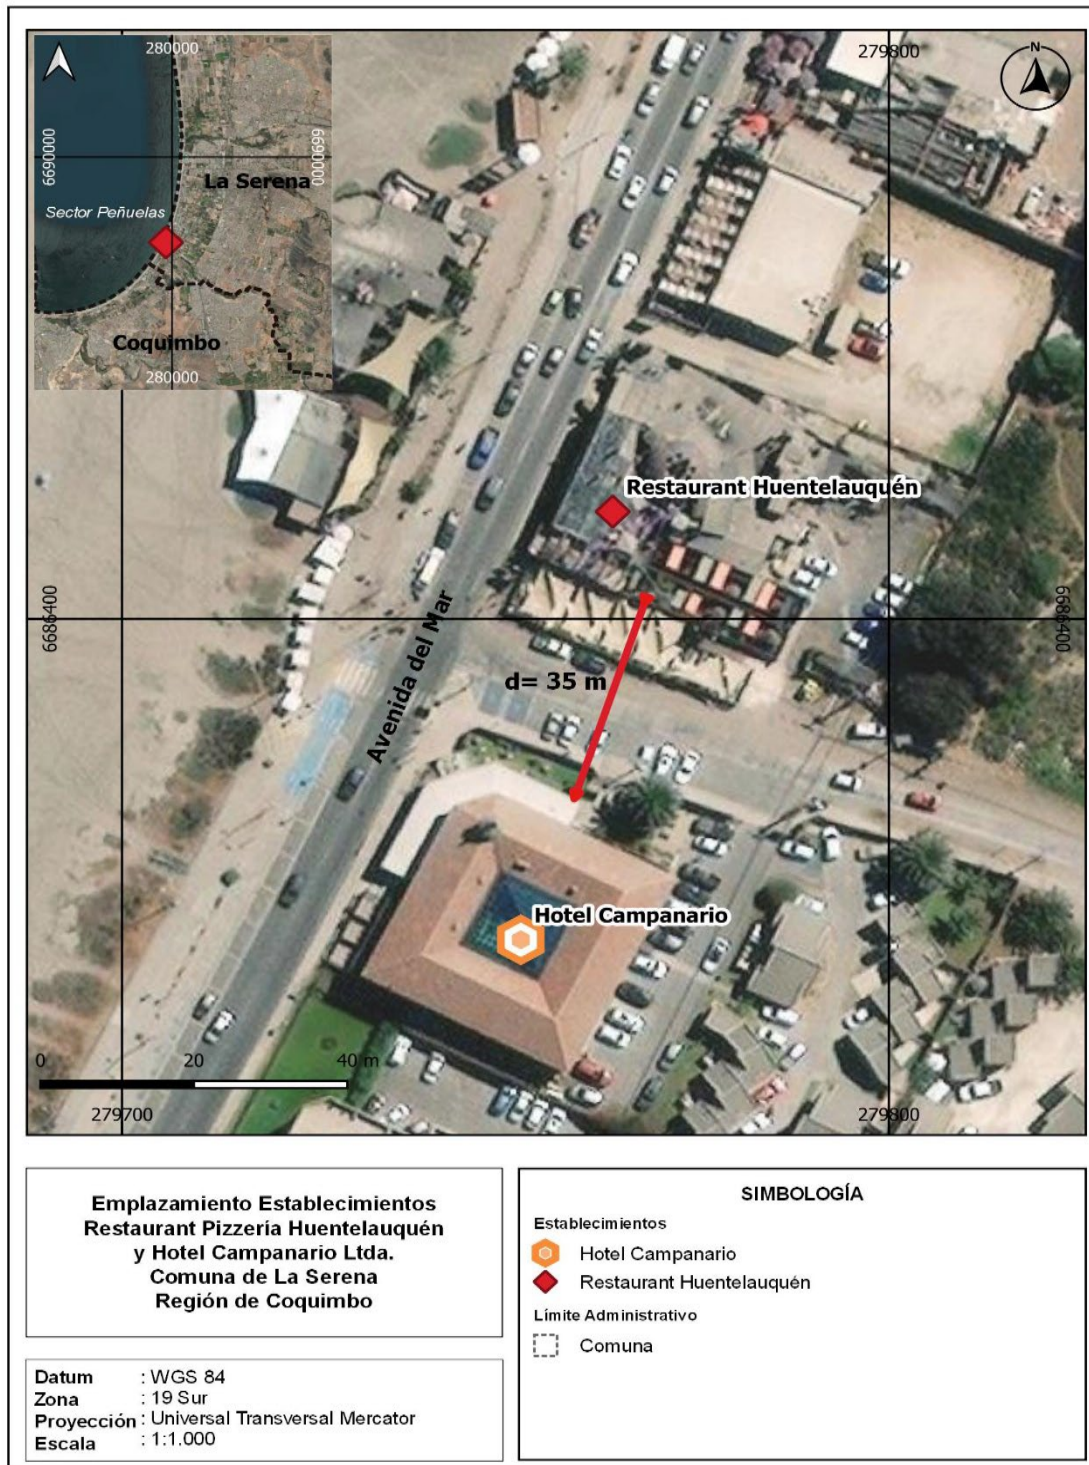 280000
6690000
6690000
La Serena
Sector Peñuelas
Coquimbo
280000
279800
N
Restaurant Huentelauquén
6686400
6686400
Avenida del Mar
d= 35 m
Hotel Campanario
0 20 40 m
279700
279800
Emplazamiento Establecimientos
Restaurant Pizzería Huentelauquén
y Hotel Campanario Ltda.
Comuna de La Serena
Región de Coquimbo
Datum : WGS 84
Zona : 19 Sur
Proyección : Universal Transversal Mercator
Escala : 1:1.000
SIMBOLOGÍA
Establecimientos
Hotel Campanario
Restaurant Huentelauquén
Límite Administrativo
Comuna